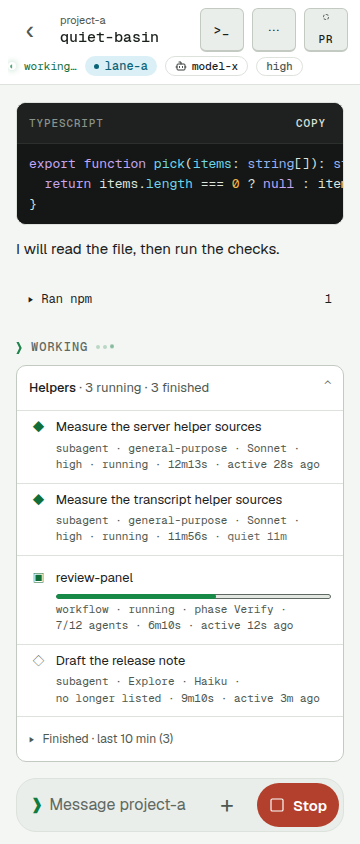 project-a
quiet-basin
>_
...
PR
working…
lane-a
model-x
high
TYPESCRIPT
COPY
export function pick(items: string[]): st
return items.length === 0 ? null : item
}
I will read the file, then run the checks.
Ran npm
1
WORKING
Helpers · 3 running · 3 finished
Measure the server helper sources
subagent · general-purpose · Sonnet ·
high · running · 12m13s · active 28s ago
Measure the transcript helper sources
subagent · general-purpose · Sonnet ·
high · running · 11m56s · quiet 11m
review-panel
workflow · running · phase Verify ·
7/12 agents · 6m10s · active 12s ago
Draft the release note
subagent · Explore · Haiku ·
no longer listed · 9m10s · active 3m ago
Finished · last 10 min (3)
Message project-a
+
Stop